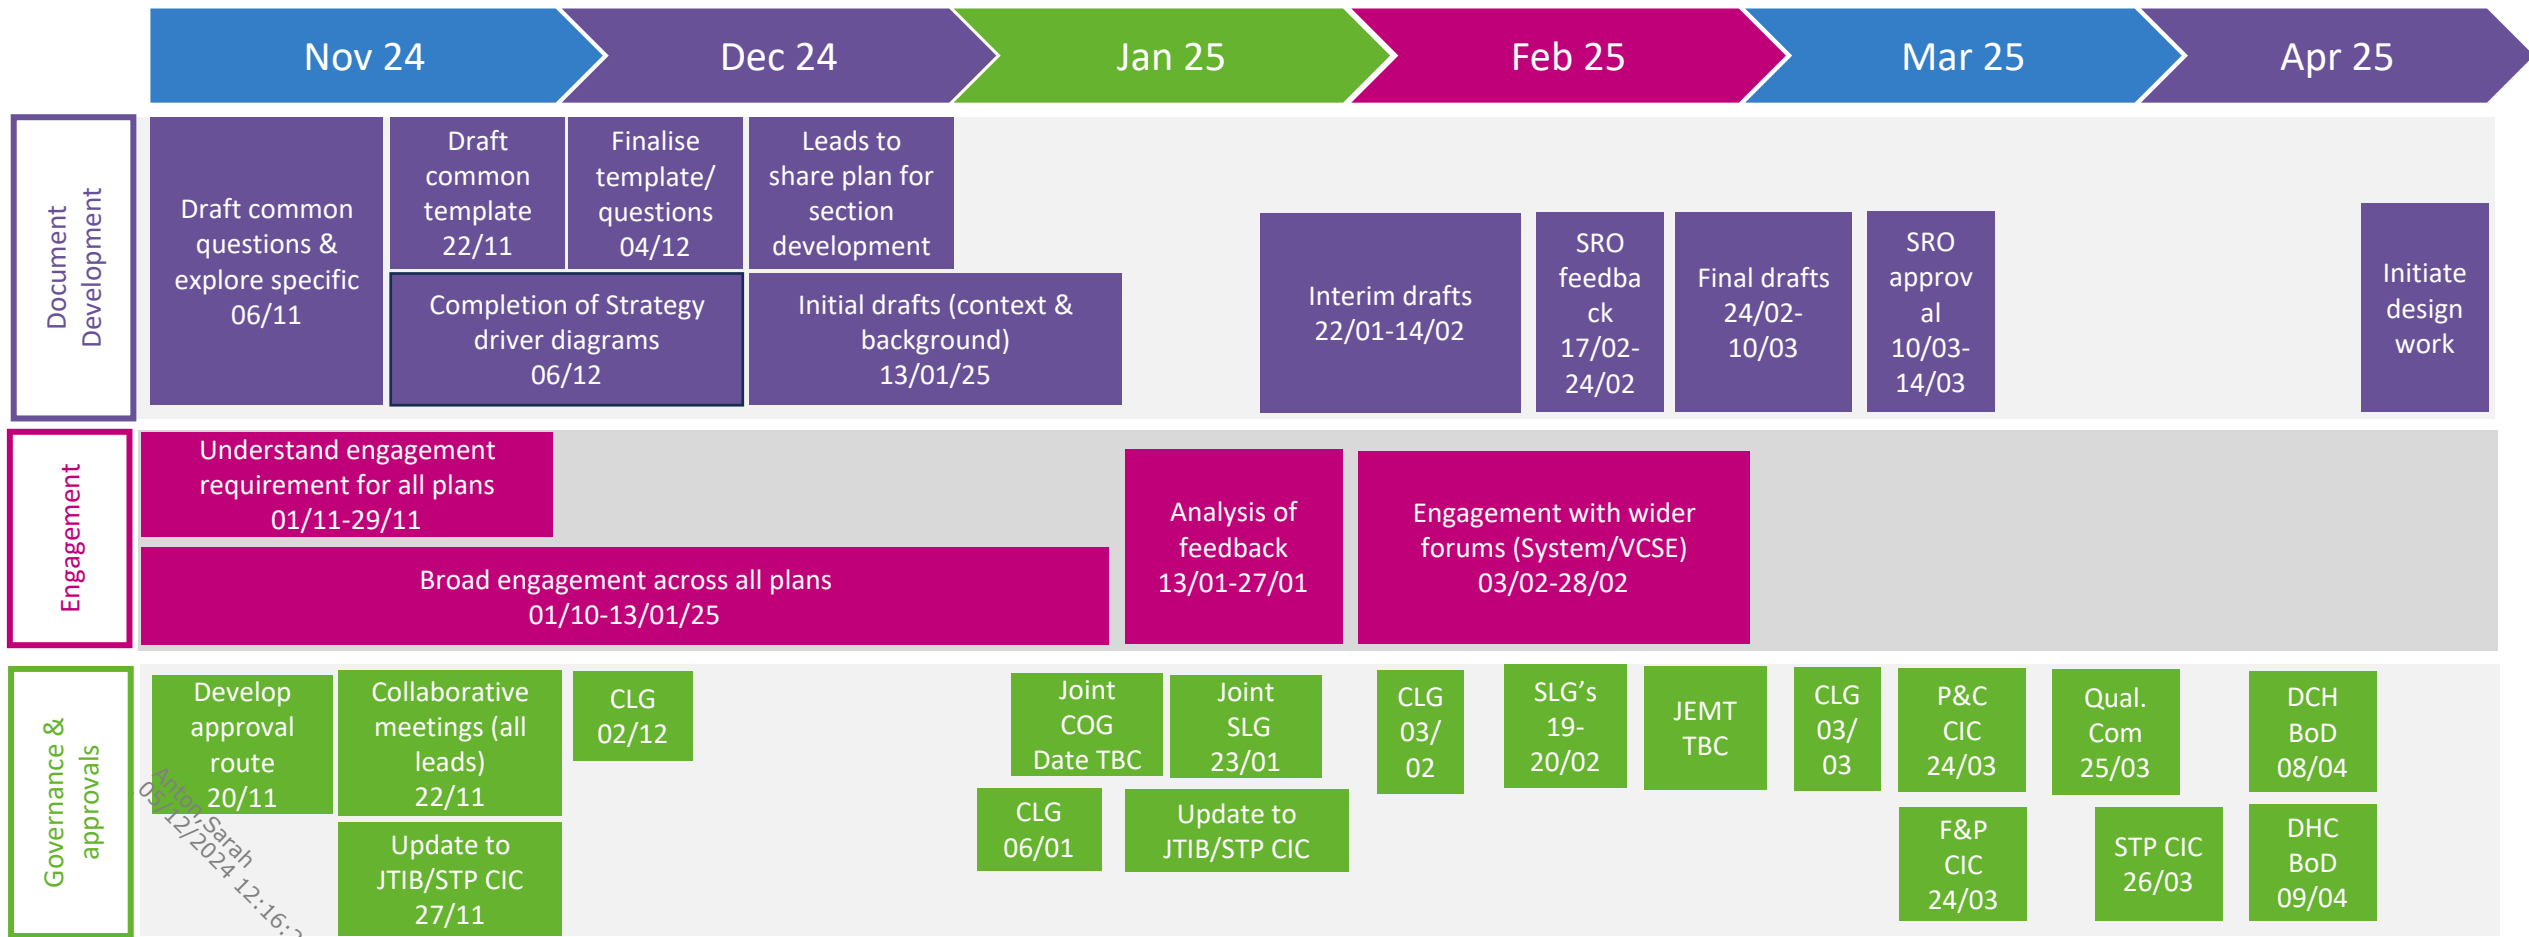 Nov 24
Dec 24
Jan 25
Feb 25
Mar 25
Apr 25
Document
Development
Draft common
questions &
explore specific
06/11
Draft
common
template
22/11
Finalise
template/
questions
04/12
Leads to
share plan for
section
development
Completion of Strategy
driver diagrams
06/12
Initial drafts (context &
background)
13/01/25
Interim drafts
22/01-14/02
SRO
feedba
ck
17/02-
24/02
Final drafts
24/02-
10/03
SRO
approv
al
10/03-
14/03
Initiate
design
work
Engagement
Understand engagement
requirement for all plans
01/11-29/11
Broad engagement across all plans
01/10-13/01/25
Analysis of
feedback
13/01-27/01
Engagement with wider
forums (System/VCSE)
03/02-28/02
Governance &
approvals
Develop
approval
route
20/11
Collaborative
meetings (all
leads)
22/11
Update to
JTIB/STP CIC
27/11
CLG
02/12
Joint
COG
Date TBC
CLG
06/01
Joint
SLG
23/01
Update to
JTIB/STP CIC
CLG
03/
02
SLG's
19-
20/02
JEMT
TBC
CLG
03/
03
P&C
CIC
24/03
F&P
CIC
24/03
Qual.
Com
25/03
STP CIC
26/03
DCH
BoD
08/04
DHC
BoD
09/04
Anton,Sarah
05/12/2024 12:16: